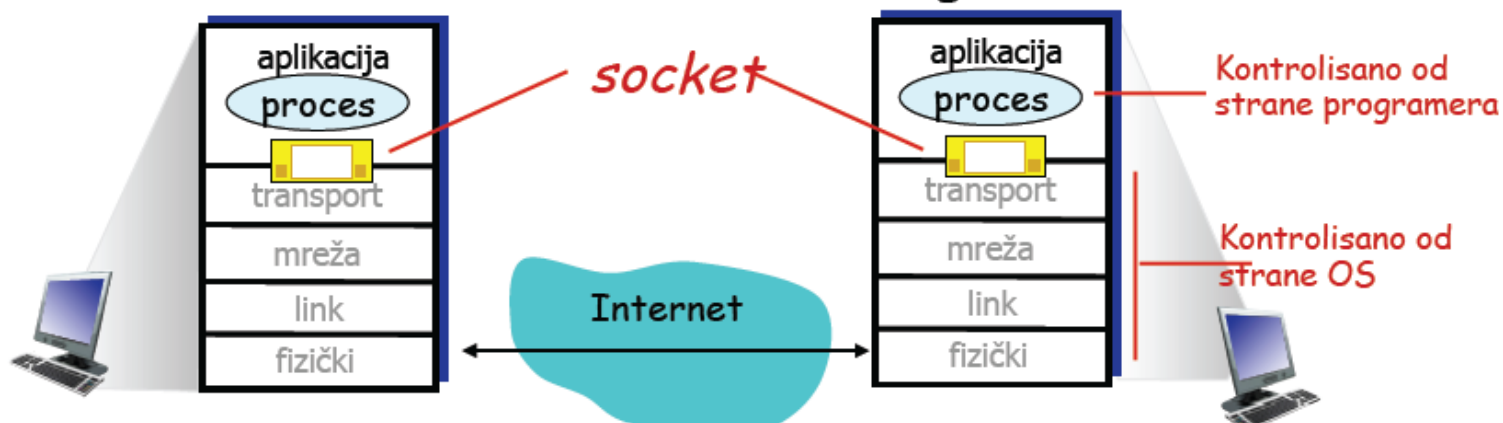 aplikacija
proces
transport
mreža
link
fizički
socket
Internet
aplikacija
proces
transport
mreža
link
fizički
Kontrolisano od
strane programera
Kontrolisano od
strane OS